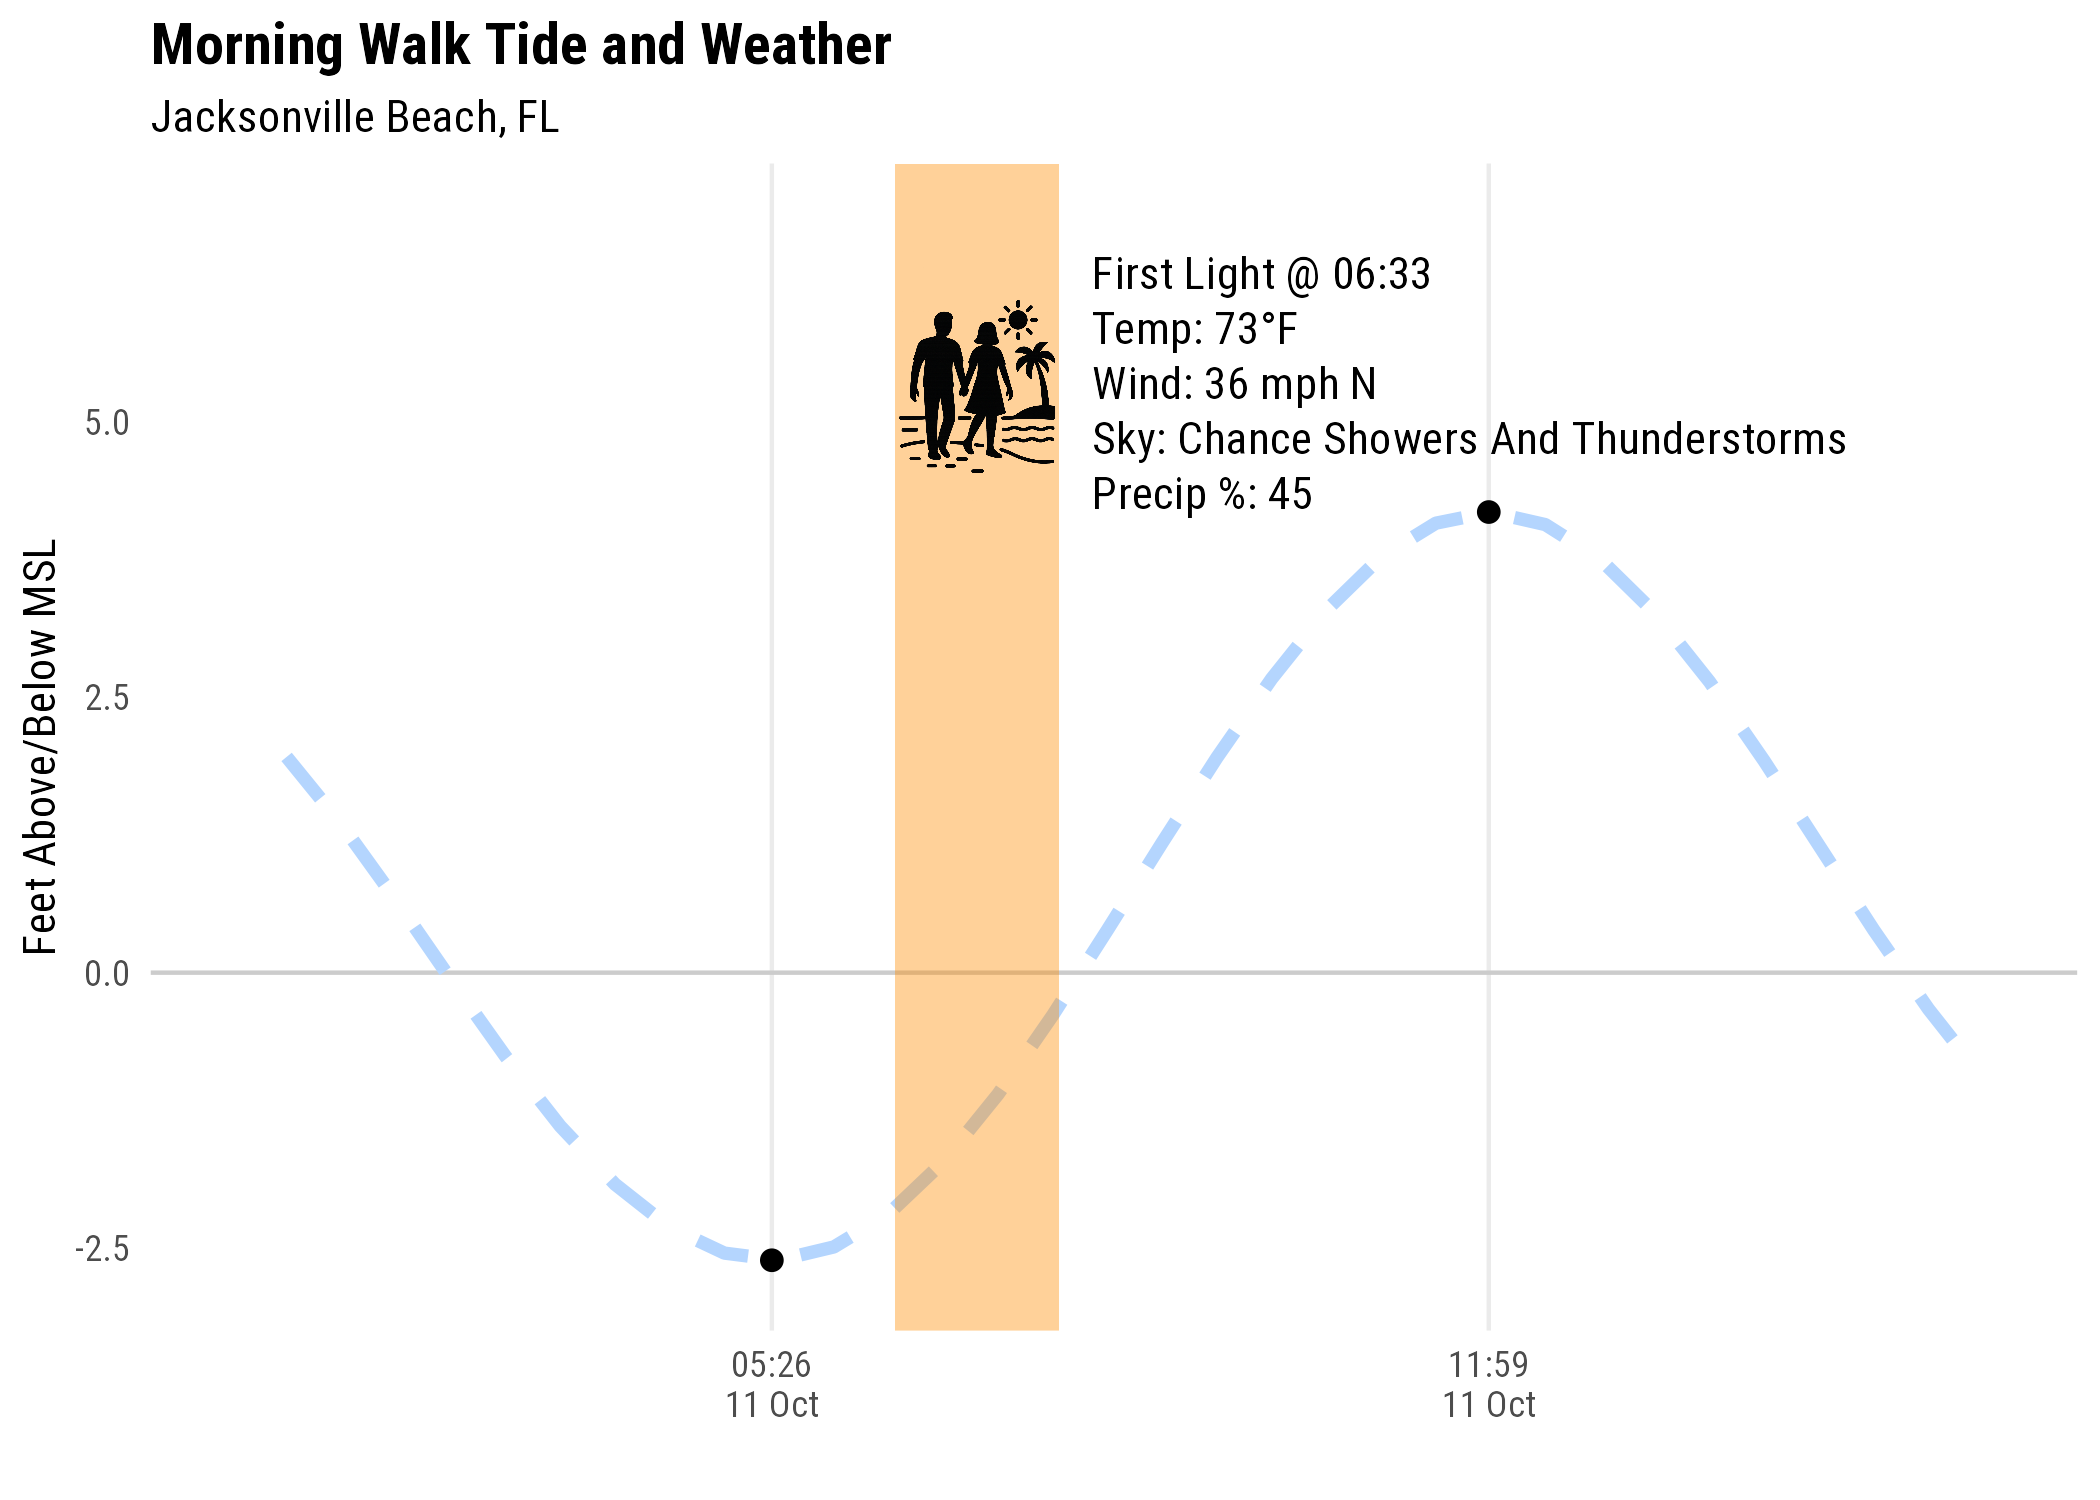 Morning Walk Tide and Weather
Jacksonville Beach, FL
First Light @ 06:33
Temp: 73°F
Wind: 36 mph N
Sky: Chance Showers And Thunderstorms
Precip %: 45
Feet Above/Below MSL
5.0
2.5
0.0
-2.5
05:26
11 Oct
11:59
11 Oct